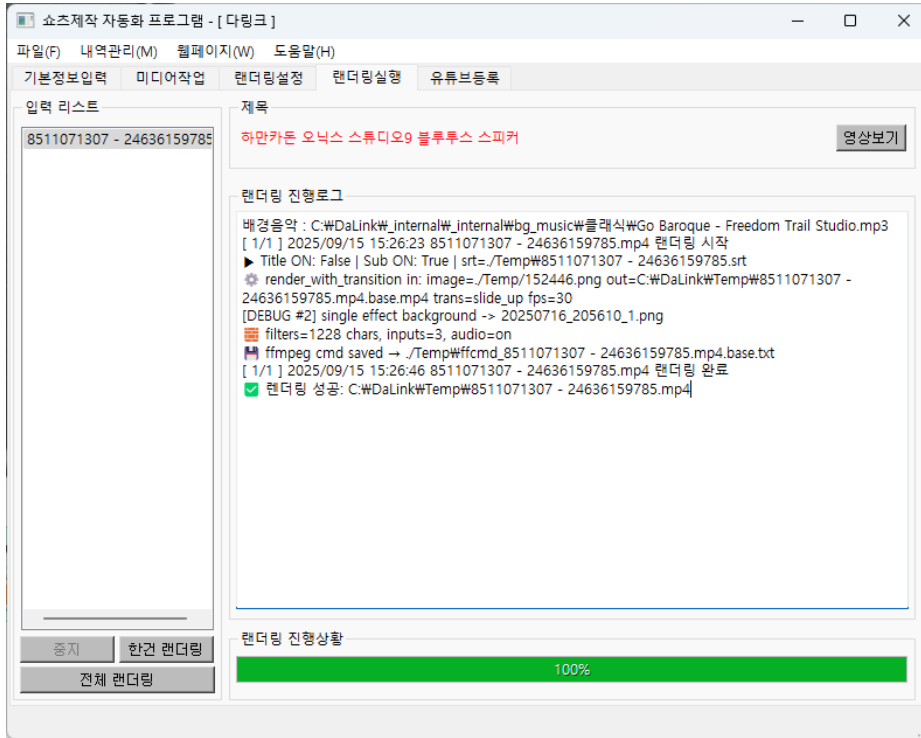 쇼츠제작 자동화 프로그램 - [ 다링크 ]
파일(F) 내역관리(M) 웹페이지(W) 도움말(H)
기본정보입력 미디어작업 랜더링설정 랜더링실행 유튜브등록
입력 리스트
8511071307 - 24636159785
중지 한건 랜더링
전체 랜더링
제목
하만카돈 오닉스 스튜디오9 블루투스 스피커
영상보기
랜더링 진행로그
배경음악 : C:₩DaLink₩_internal₩_internal₩bg_music₩클래식₩Go Baroque - Freedom Trail Studio.mp3
[ 1/1 ] 2025/09/15 15:26:23 8511071307 - 24636159785.mp4 랜더링 시작
▶ Title ON: False | Sub ON: True | srt=./Temp₩8511071307 - 24636159785.srt
⚙ render_with_transition in: image=./Temp/152446.png out=C:₩DaLink₩Temp₩8511071307 -
24636159785.mp4.base.mp4 trans=slide_up fps=30
[DEBUG #2] single effect background -> 20250716_205610_1.png
🧱 filters=1228 chars, inputs=3, audio=on
💾 ffmpeg cmd saved → ./Temp₩ffcmd_8511071307 - 24636159785.mp4.base.txt
[ 1/1 ] 2025/09/15 15:26:46 8511071307 - 24636159785.mp4 랜더링 완료
✅ 렌더링 성공: C:₩DaLink₩Temp₩8511071307 - 24636159785.mp4
랜더링 진행상황
100%